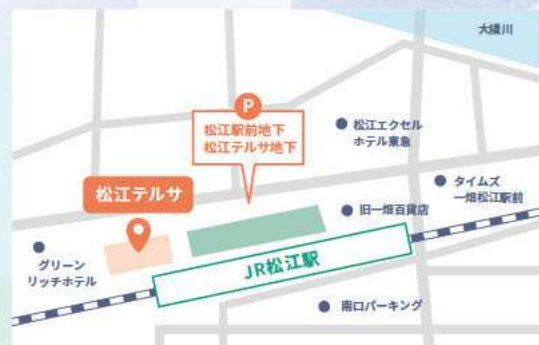 大橋川
P
松江駅前地下
松江テルサ地下
松江エクセル
ホテル東急
タイムズ
一畑松江駅前
松江テルサ
旧一畑百貨店
グリーン
リッチホテル
JR松江駅
南口パーキング